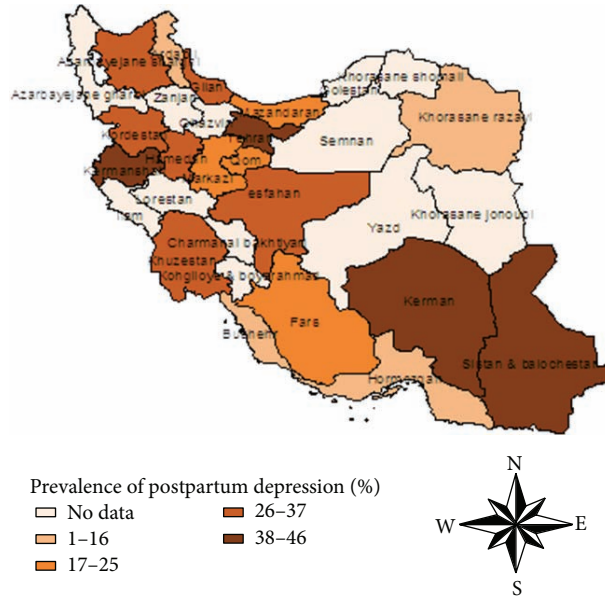 Ardabil
Azarbayejane sharghi
Gilan
Azarbayejane gharbi
Zanjan
Khorasane shomali
Golestan
Mazandaran
Ghazvin
Khorasane razavi
Kordestan
Tehran
Semnan
Hamedan
Qom
Karmanshah
Markazi
Lorestan
esfahan
Ilam
Khorasane jonoubi
Yazd
Charmahal bakhtiyari
Khuzestan
Kohgiloye & boyerahmad
Kerman
Fars
Bushehr
Sistan & balochestan
Hormozgan
Prevalence of postpartum depression (%)
No data
26–37
1–16
38–46
17–25
N
W
E
S